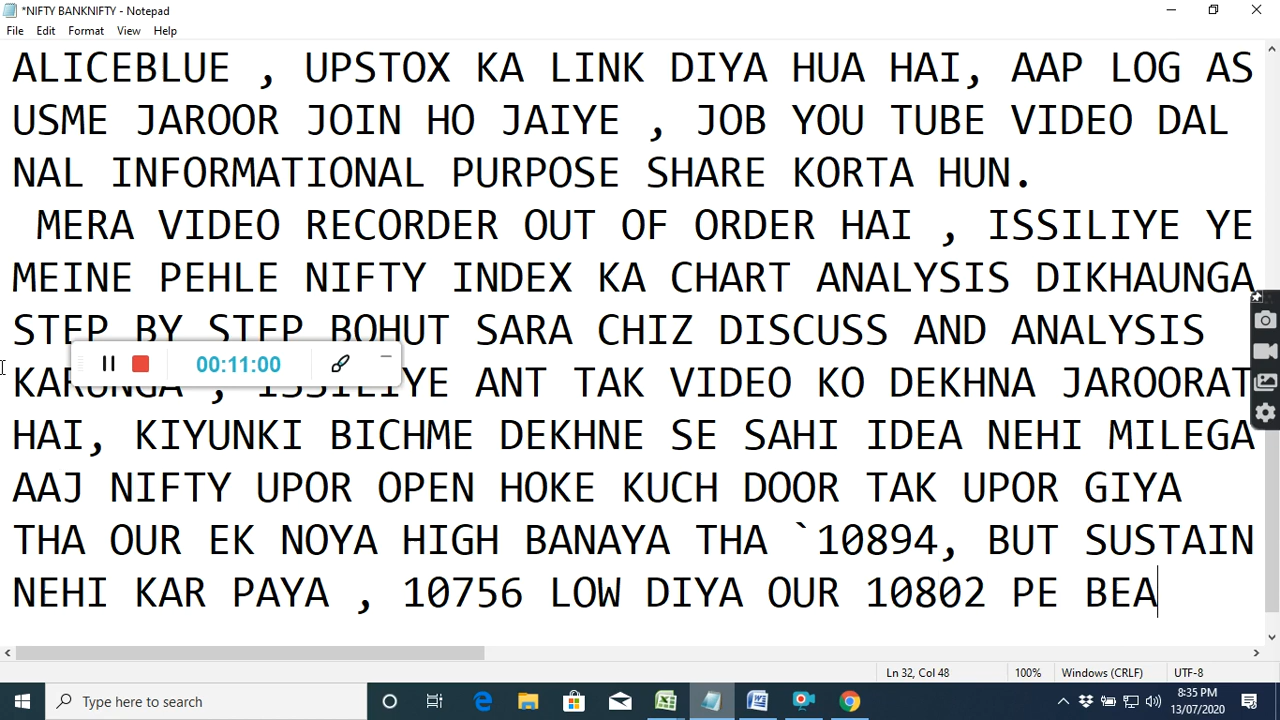 *NIFTY BANKNIFTY - Notepad
File Edit Format View Help
ALICEBLUE , UPSTOX KA LINK DIYA HUA HAI, AAP LOG AS
USME JAROOR JOIN HO JAIYE , JOB YOU TUBE VIDEO DAL
NAL INFORMATIONAL PURPOSE SHARE KORTA HUN.
MERA VIDEO RECORDER OUT OF ORDER HAI , ISSILIYE YE
MEINE PEHLE NIFTY INDEX KA CHART ANALYSIS DIKHAUNGA
STEP BY STEP BOHUT SARA CHIZ DISCUSS AND ANALYSIS
00:11:00
KARUNGA , ISSILIYE ANT TAK VIDEO KO DEKHNA JAROORAT
HAI, KIYUNKI BICHME DEKHNE SE SAHI IDEA NEHI MILEGA
AAJ NIFTY UPOR OPEN HOKE KUCH DOOR TAK UPOR GIYA
THA OUR EK NOYA HIGH BANAYA THA `10894, BUT SUSTAIN
NEHI KAR PAYA , 10756 LOW DIYA OUR 10802 PE BEA
Ln 32, Col 48 100% Windows (CRLF) UTF-8
Type here to search
8:35 PM
13/07/2020